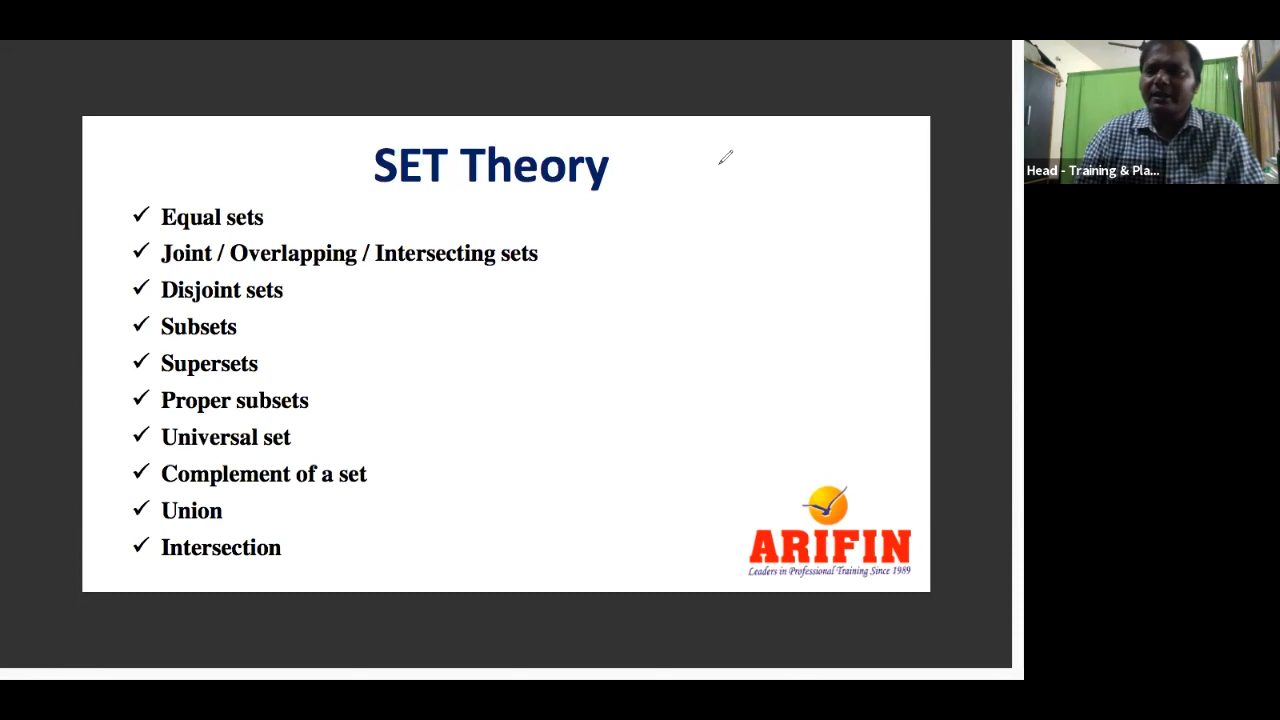 SET Theory
✓ Equal sets
✓ Joint / Overlapping / Intersecting sets
✓ Disjoint sets
✓ Subsets
✓ Supersets
✓ Proper subsets
✓ Universal set
✓ Complement of a set
✓ Union
✓ Intersection
ARIFIN
Leaders in Professional Training Since 1989
Head - Training & Pla...